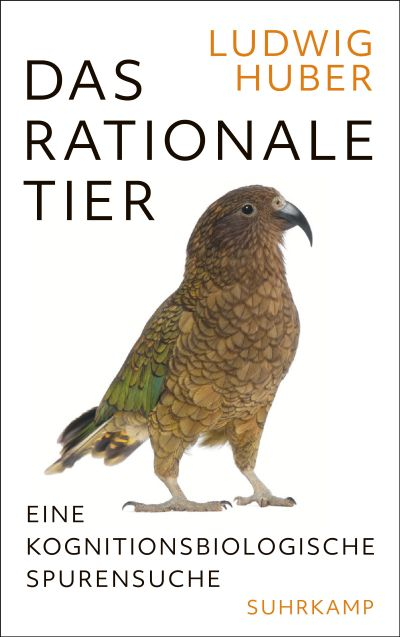 LUDWIG
HUBER
DAS
RATIONALE
TIER
EINE
KOGNITIONSBIOLOGISCHE
SPURENSUCHE
SUHRKAMP